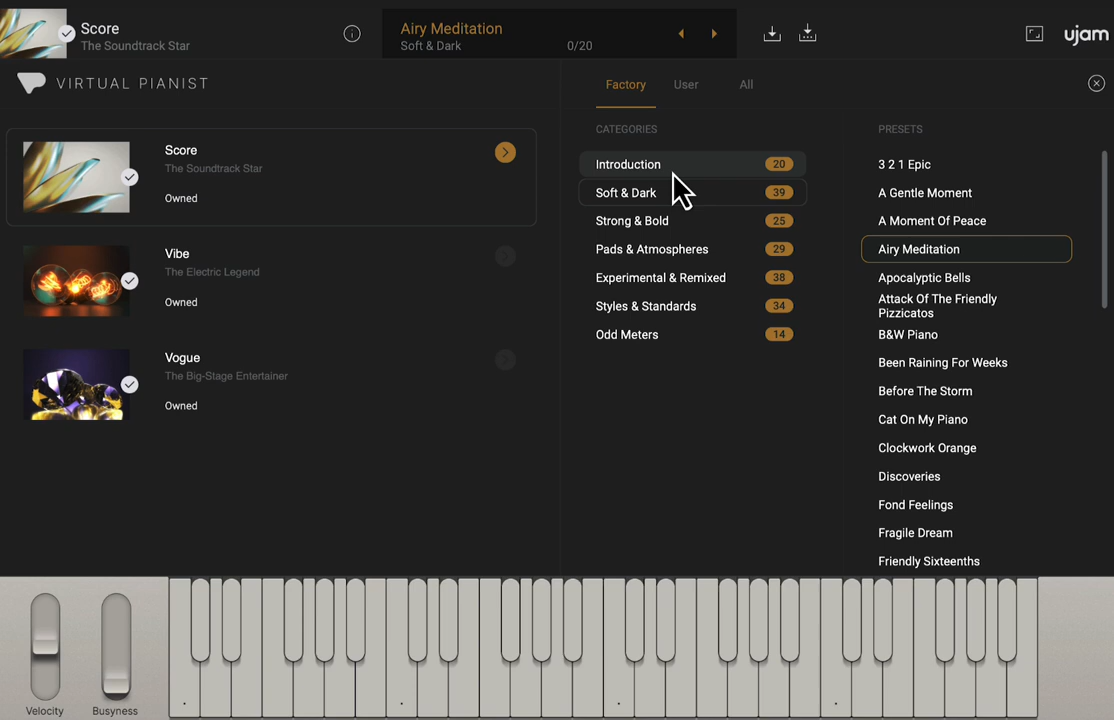 Score
The Soundtrack Star
Airy Meditation
Soft & Dark
0/20
ujam
VIRTUAL PIANIST
Score
The Soundtrack Star
Owned
Vibe
The Electric Legend
Owned
Vogue
The Big-Stage Entertainer
Owned
Factory
User
All
CATEGORIES
Introduction 20
Soft & Dark 39
Strong & Bold 25
Pads & Atmospheres 29
Experimental & Remixed 38
Styles & Standards 34
Odd Meters 14
PRESETS
3 2 1 Epic
A Gentle Moment
A Moment Of Peace
Airy Meditation
Apocalyptic Bells
Attack Of The Friendly
Pizzicatos
B&W Piano
Been Raining For Weeks
Before The Storm
Cat On My Piano
Clockwork Orange
Discoveries
Fond Feelings
Fragile Dream
Friendly Sixteenths
Velocity
Busyness